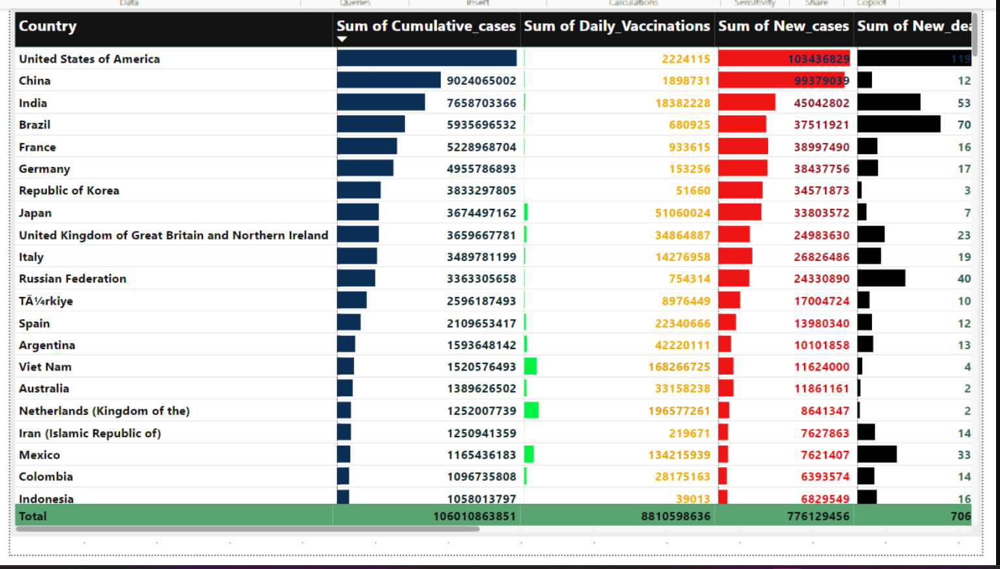 Data Queries Insert Calculations Sensitivity Share Copilot
Country Sum of Cumulative_cases Sum of Daily_Vaccinations Sum of New_cases Sum of New_dea
United States of America 2224115 103436829 119
China 9024065002 1898731 99379039 12
India 7658703366 18382228 45042802 53
Brazil 5935696532 680925 37511921 70
France 5228968704 933615 38997490 16
Germany 4955786893 153256 38437756 17
Republic of Korea 3833297805 51660 34571873 3
Japan 3674497162 51060024 33803572 7
United Kingdom of Great Britain and Northern Ireland 3659667781 34864887 24983630 23
Italy 3489781199 14276958 26826486 19
Russian Federation 3363305658 754314 24330890 40
TÃ¼rkiye 2596187493 8976449 17004724 10
Spain 2109653417 22340666 13980340 12
Argentina 1593648142 42220111 10101858 13
Viet Nam 1520576493 168266725 11624000 4
Australia 1389626502 33158238 11861161 2
Netherlands (Kingdom of the) 1252007739 196577261 8641347 2
Iran (Islamic Republic of) 1250941359 219671 7627863 14
Mexico 1165436183 134215939 7621407 33
Colombia 1096735808 28175163 6393574 14
Indonesia 1058013797 39013 6829549 16
Total 106010863851 8810598636 776129456 706